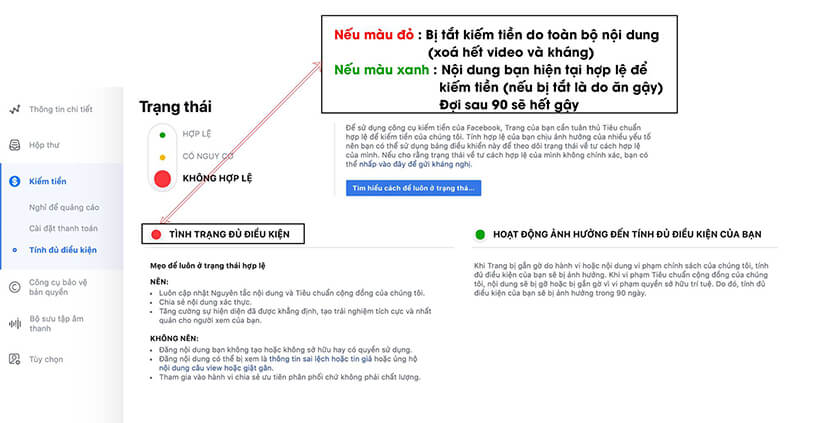 Nếu màu đỏ : Bị tắt kiếm tiền do toàn bộ nội dung
(xoá hết video và kháng)
Nếu màu xanh : Nội dung bạn hiện tại hợp lệ để
kiếm tiền (nếu bị tắt là do ăn gậy)
Đợi sau 90 sẽ hết gậy
Thông tin chi tiết
Hộp thư
Kiếm tiền
Nghỉ để quảng cáo
Cài đặt thanh toán
Tính đủ điều kiện
Công cụ bảo vệ
bản quyền
Bộ sưu tập âm
thanh
Tùy chọn
Trạng thái
HỢP LỆ
CÓ NGUY CƠ
KHÔNG HỢP LỆ
Để sử dụng công cụ kiếm tiền của Facebook, Trang của bạn cần tuân thủ Tiêu chuẩn
hợp lệ để kiếm tiền của chúng tôi. Tính hợp lệ của bạn chịu ảnh hưởng của nhiều yếu tố
nên bạn có thể sử dụng bảng điều khiển này để theo dõi trạng thái về tư cách hợp lệ
của mình. Nếu cho rằng trạng thái về tư cách hợp lệ của mình không chính xác, bạn có
thể nhấp vào đây để gửi kháng nghị.
Tìm hiểu cách để luôn ở trạng thá...
TÌNH TRẠNG ĐỦ ĐIỀU KIỆN
Mẹo để luôn ở trạng thái hợp lệ
NÊN:
• Luôn cập nhật Nguyên tắc nội dung và Tiêu chuẩn cộng đồng của chúng tôi.
• Chia sẻ nội dung xác thực.
• Tăng cường sự hiện diện đã được khẳng định, tạo trải nghiệm tích cực và nhất
quán cho người xem của bạn.
KHÔNG NÊN:
• Đăng nội dung bạn không tạo hoặc không sở hữu hay có quyền sử dụng.
• Đăng nội dung có thể bị xem là thông tin sai lệch hoặc tin giả hoặc ủng hộ
nội dung câu view hoặc giật gân.
• Tham gia vào hành vi chia sẻ ưu tiên phân phối chứ không phải chất lượng.
HOẠT ĐỘNG ẢNH HƯỞNG ĐẾN TÍNH ĐỦ ĐIỀU KIỆN CỦA BẠN
Khi Trang bị gắn gờ do hành vi hoặc nội dung vi phạm chính sách của chúng tôi, tính
đủ điều kiện của bạn sẽ bị ảnh hưởng. Khi vi phạm Tiêu chuẩn cộng đồng của chúng
tôi, nội dung sẽ bị gỡ hoặc bị gắn gờ vì vi phạm quyền sở hữu trí tuệ. Do đó, tính đủ
điều kiện của bạn sẽ bị ảnh hưởng trong 90 ngày.